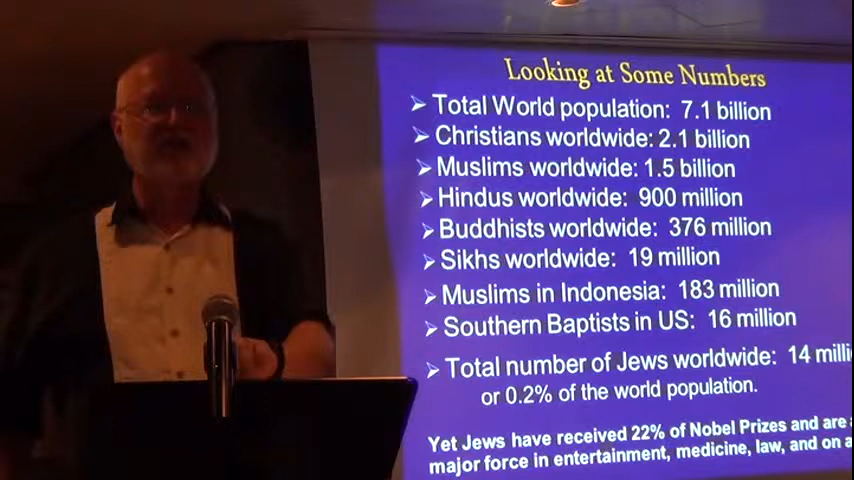 Looking at Some Numbers
➢ Total World population: 7.1 billion
➢ Christians worldwide: 2.1 billion
➢ Muslims worldwide: 1.5 billion
➢ Hindus worldwide: 900 million
➢ Buddhists worldwide: 376 million
➢ Sikhs worldwide: 19 million
➢ Muslims in Indonesia: 183 million
➢ Southern Baptists in US: 16 million
➢ Total number of Jews worldwide: 14 milli
or 0.2% of the world population.
Yet Jews have received 22% of Nobel Prizes and are a
major force in entertainment, medicine, law, and on a